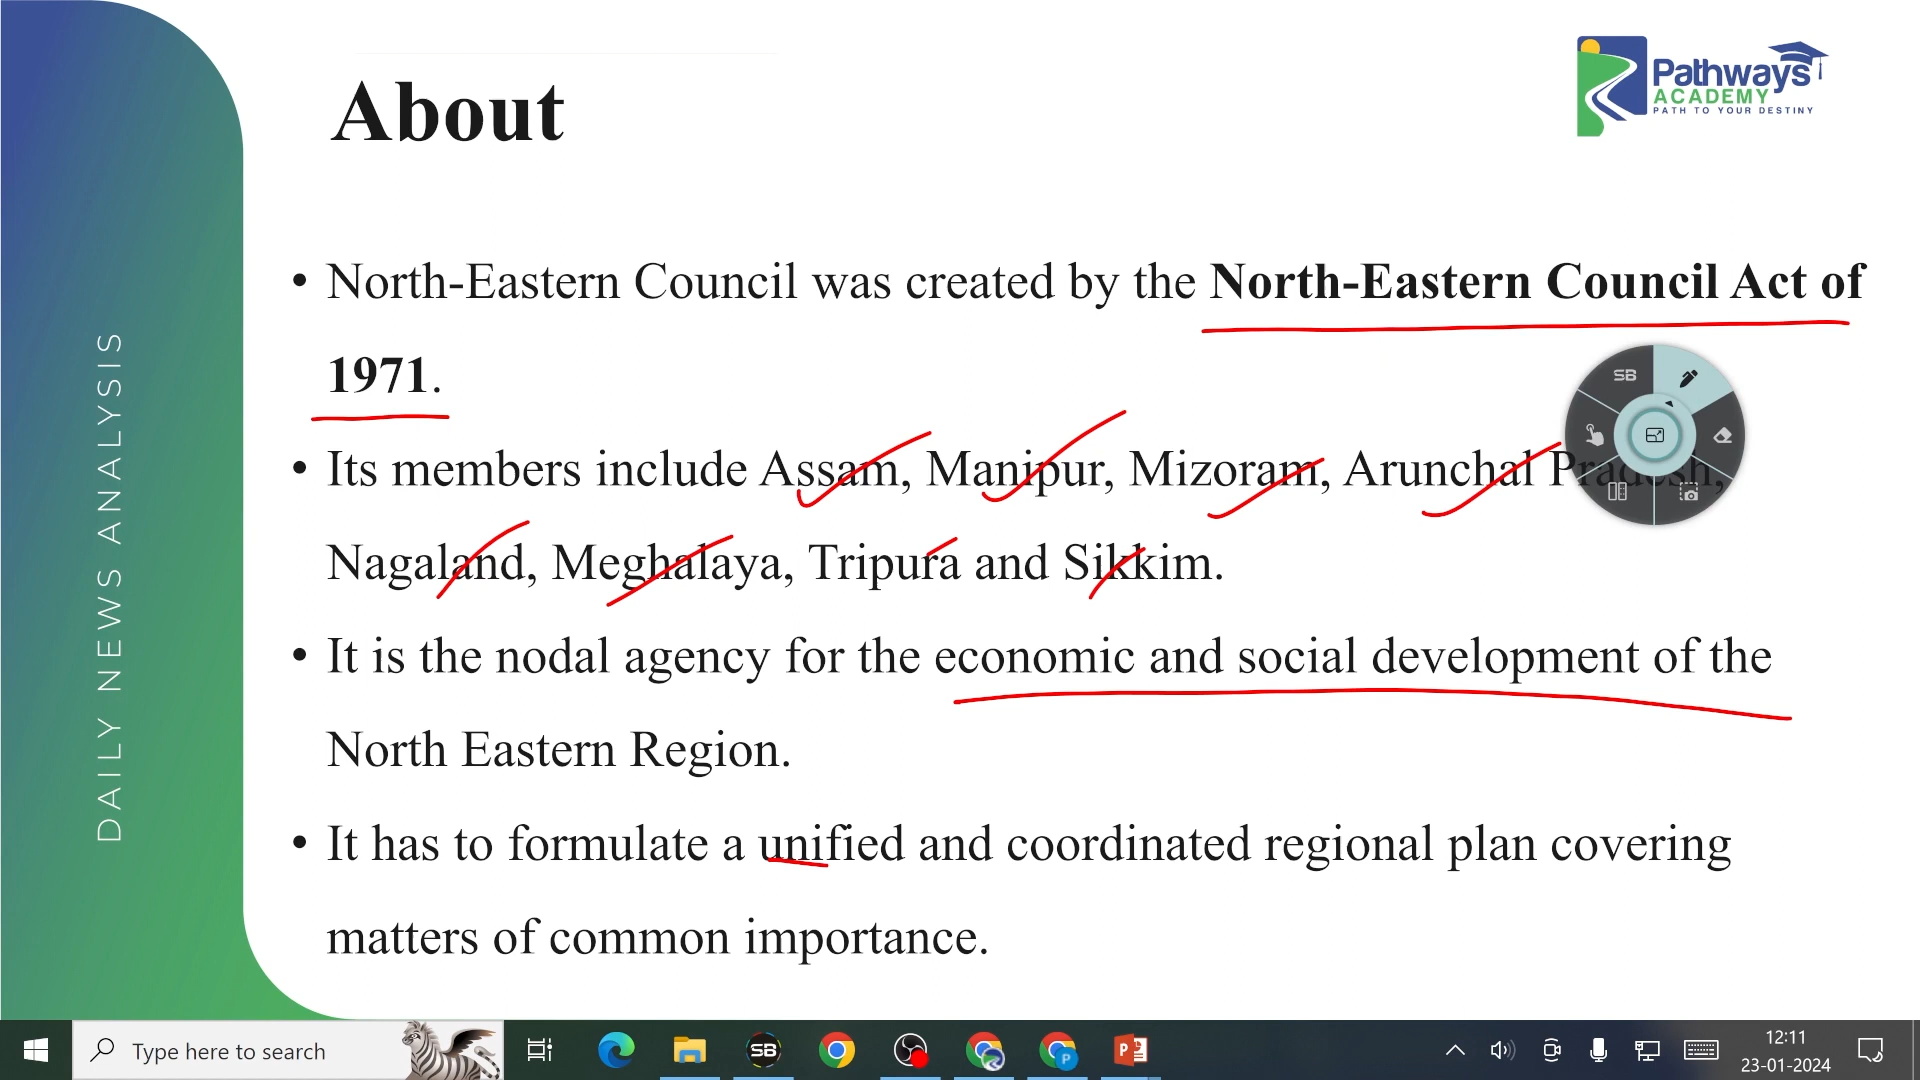 About
Pathways
ACADEMY
PATH TO YOUR DESTINY
DAILY NEWS ANALYSIS
• North-Eastern Council was created by the North-Eastern Council Act of
1971.
• Its members include Assam, Manipur, Mizoram, Arunchal Pradesh,
Nagaland, Meghalaya, Tripura and Sikkim.
• It is the nodal agency for the economic and social development of the
North Eastern Region.
• It has to formulate a unified and coordinated regional plan covering
matters of common importance.
SB
Type here to search
SB
P
P
12:11
23-01-2024